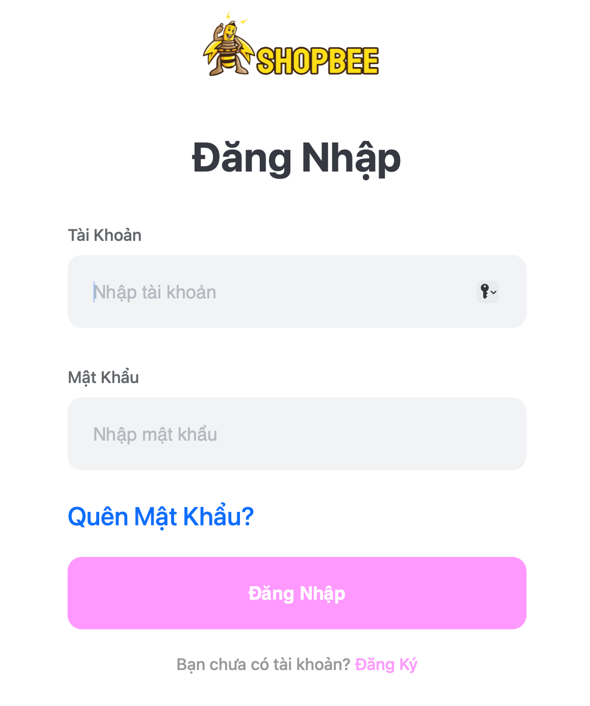 SHOPBEE
Đăng Nhập
Tài Khoản
Nhập tài khoản
Mật Khẩu
Nhập mật khẩu
Quên Mật Khẩu?
Đăng Nhập
Bạn chưa có tài khoản? Đăng Ký